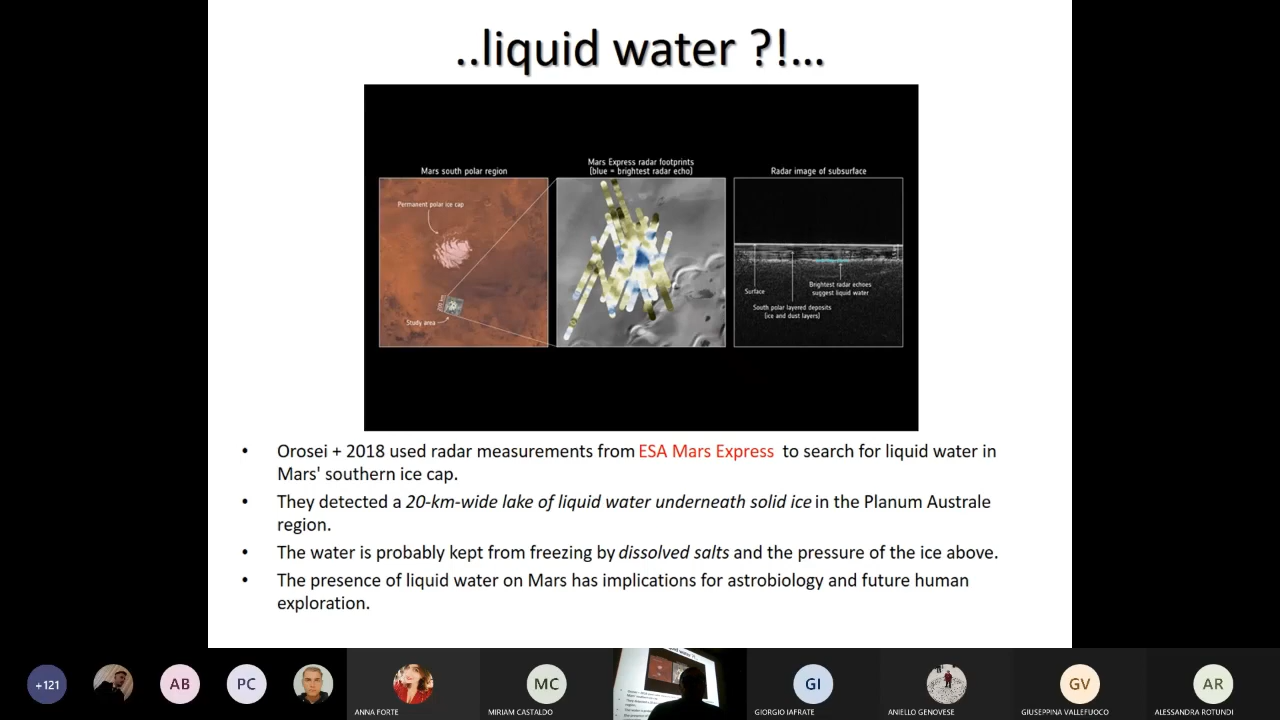 ..liquid water ?!...
Mars south polar region
Permanent polar ice cap
Study area
Mars Express radar footprints
(blue = brightest radar echo)
Radar image of subsurface
Surface
Brightest radar echoes
suggest liquid water
South polar layered deposits
(ice and dust layers)
• Orosei + 2018 used radar measurements from ESA Mars Express to search for liquid water in
Mars' southern ice cap.
• They detected a 20-km-wide lake of liquid water underneath solid ice in the Planum Australe
region.
• The water is probably kept from freezing by dissolved salts and the pressure of the ice above.
• The presence of liquid water on Mars has implications for astrobiology and future human
exploration.
+121
AB
PC
ANNA FORTE
MC
MIRIAM CASTALDO
GI
GIORGIO IAFRATE
ANIELLO GENOVESE
GV
GIUSEPPINA VALLEFUOCO
AR
ALESSANDRA ROTUNDI